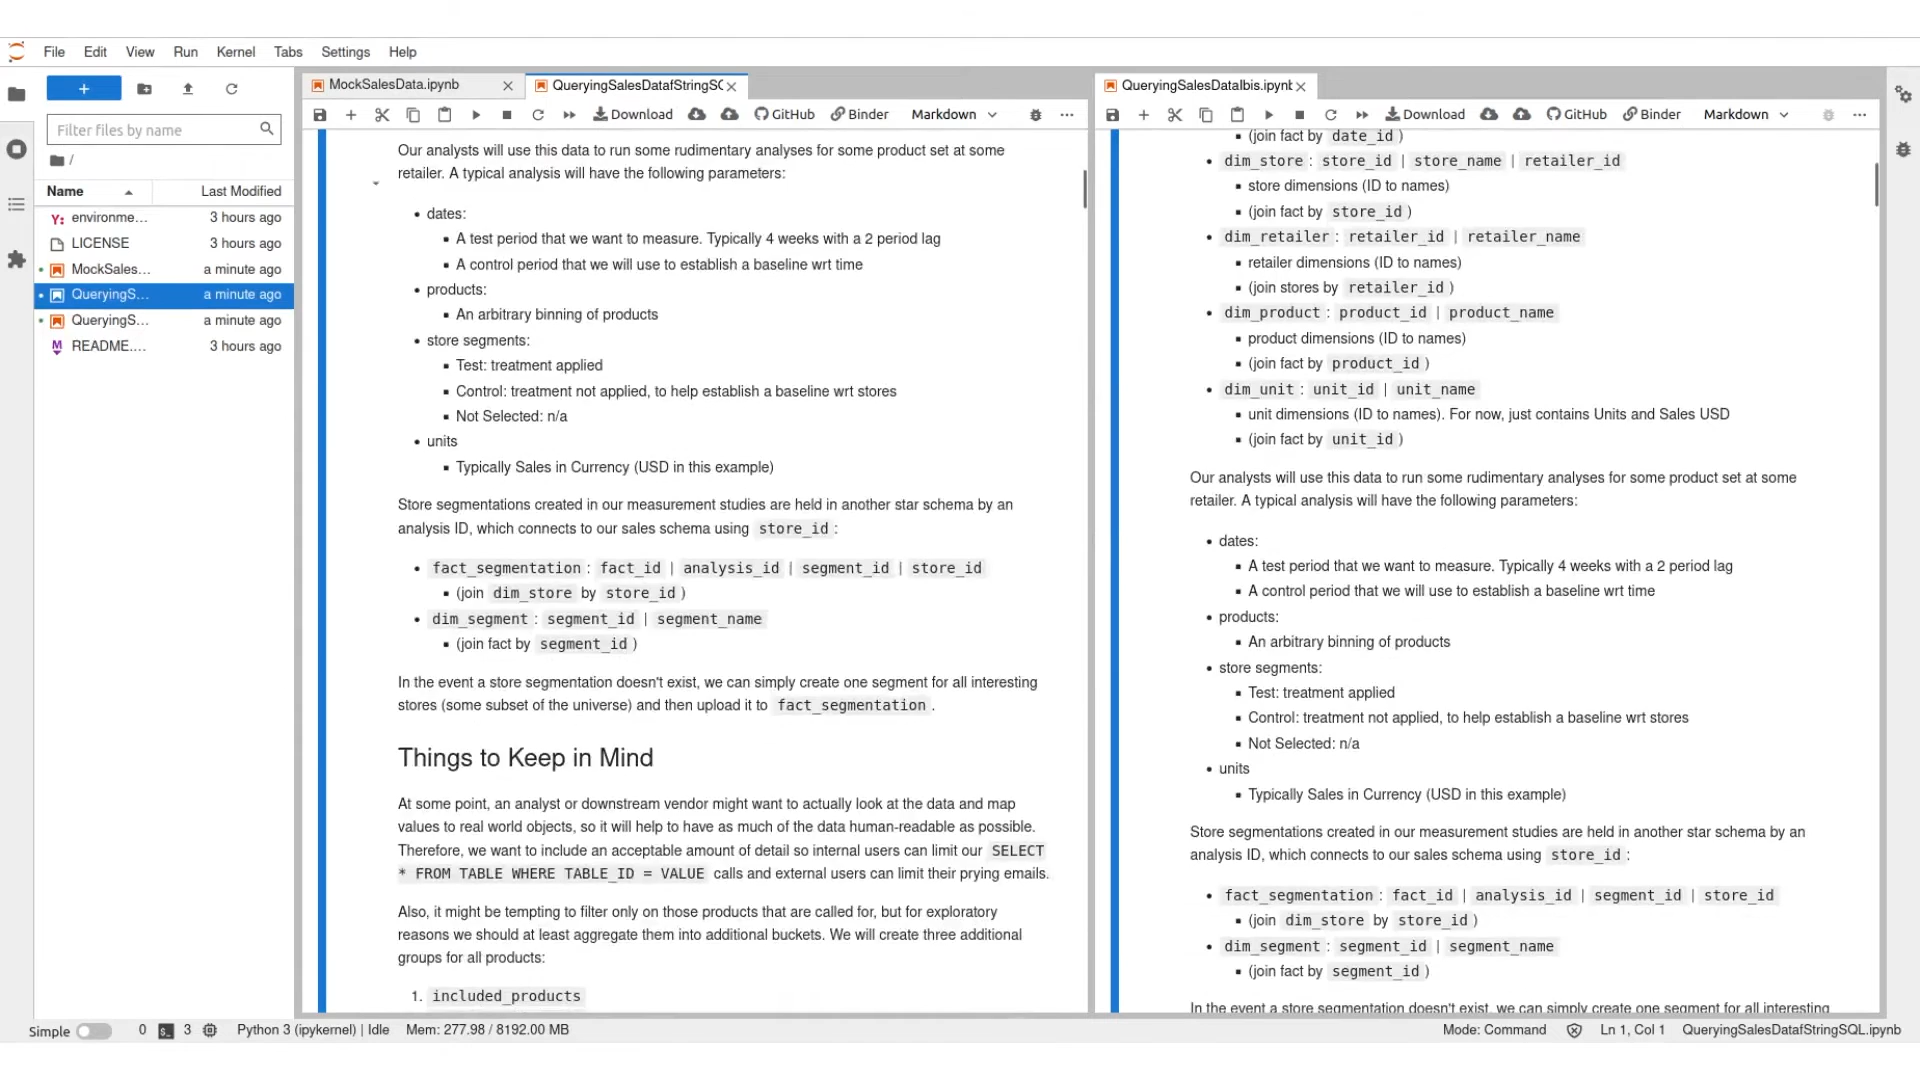 File Edit View Run Kernel Tabs Settings Help
+
Filter files by name
/
Name Last Modified
environme... 3 hours ago
LICENSE 3 hours ago
MockSales... a minute ago
QueryingS... a minute ago
QueryingS... a minute ago
README.... 3 hours ago
MockSalesData.ipynb
QueryingSalesDatafStringSQ
Download GitHub Binder Markdown
Our analysts will use this data to run some rudimentary analyses for some product set at some
retailer. A typical analysis will have the following parameters:
• dates:
▪ A test period that we want to measure. Typically 4 weeks with a 2 period lag
▪ A control period that we will use to establish a baseline wrt time
• products:
▪ An arbitrary binning of products
• store segments:
▪ Test: treatment applied
▪ Control: treatment not applied, to help establish a baseline wrt stores
▪ Not Selected: n/a
• units
▪ Typically Sales in Currency (USD in this example)
Store segmentations created in our measurement studies are held in another star schema by an
analysis ID, which connects to our sales schema using store_id :
• fact_segmentation : fact_id | analysis_id | segment_id | store_id
▪ (join dim_store by store_id )
• dim_segment : segment_id | segment_name
▪ (join fact by segment_id )
In the event a store segmentation doesn't exist, we can simply create one segment for all interesting
stores (some subset of the universe) and then upload it to fact_segmentation .
Things to Keep in Mind
At some point, an analyst or downstream vendor might want to actually look at the data and map
values to real world objects, so it will help to have as much of the data human-readable as possible.
Therefore, we want to include an acceptable amount of detail so internal users can limit our SELECT
* FROM TABLE WHERE TABLE_ID = VALUE calls and external users can limit their prying emails.
Also, it might be tempting to filter only on those products that are called for, but for exploratory
reasons we should at least aggregate them into additional buckets. We will create three additional
groups for all products:
1. included_products
QueryingSalesDataIbis.ipynb
Download GitHub Binder Markdown
▪ (join fact by date_id )
• dim_store : store_id | store_name | retailer_id
▪ store dimensions (ID to names)
▪ (join fact by store_id )
• dim_retailer : retailer_id | retailer_name
▪ retailer dimensions (ID to names)
▪ (join stores by retailer_id )
• dim_product : product_id | product_name
▪ product dimensions (ID to names)
▪ (join fact by product_id )
• dim_unit : unit_id | unit_name
▪ unit dimensions (ID to names). For now, just contains Units and Sales USD
▪ (join fact by unit_id )
Our analysts will use this data to run some rudimentary analyses for some product set at some
retailer. A typical analysis will have the following parameters:
• dates:
▪ A test period that we want to measure. Typically 4 weeks with a 2 period lag
▪ A control period that we will use to establish a baseline wrt time
• products:
▪ An arbitrary binning of products
• store segments:
▪ Test: treatment applied
▪ Control: treatment not applied, to help establish a baseline wrt stores
▪ Not Selected: n/a
• units
▪ Typically Sales in Currency (USD in this example)
Store segmentations created in our measurement studies are held in another star schema by an
analysis ID, which connects to our sales schema using store_id :
• fact_segmentation : fact_id | analysis_id | segment_id | store_id
▪ (join dim_store by store_id )
• dim_segment : segment_id | segment_name
▪ (join fact by segment_id )
In the event a store segmentation doesn't exist, we can simply create one segment for all interesting
Simple 0 3 Python 3 (ipykernel) | Idle Mem: 277.98 / 8192.00 MB Mode: Command Ln 1, Col 1 QueryingSalesDatafStringSQL.ipynb